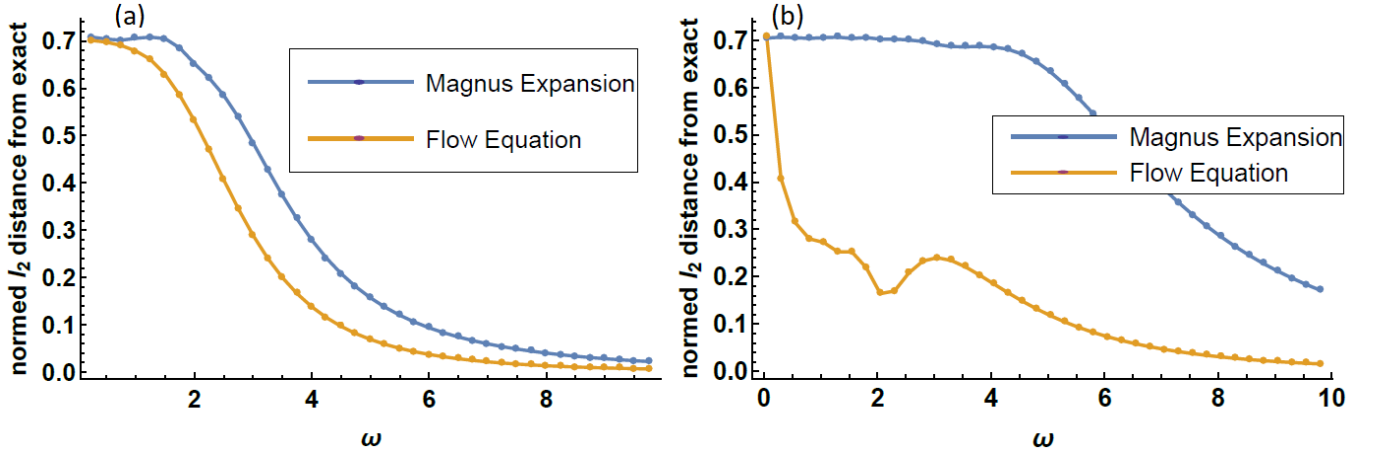 (a)
normed l₂ distance from exact
0.7
0.6
0.5
0.4
0.3
0.2
0.1
0.0
Magnus Expansion
Flow Equation
2
4
6
8
ω
(b)
normed l₂ distance from exact
0.7
0.6
0.5
0.4
0.3
0.2
0.1
0.0
Magnus Expansion
Flow Equation
0
2
4
6
8
10
ω